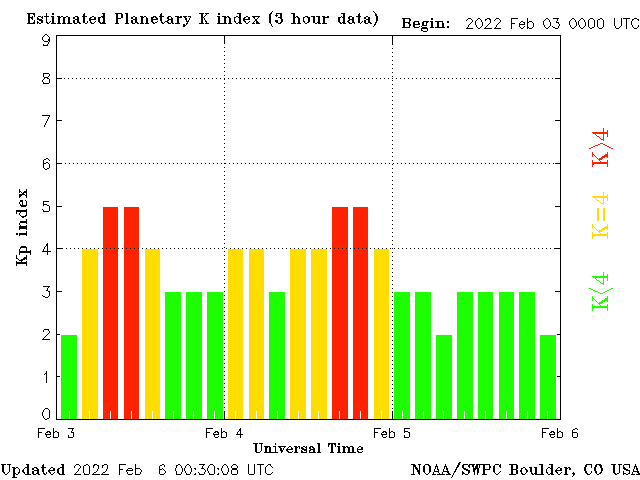 Estimated Planetary K index (3 hour data) Begin: 2022 Feb 03 0000 UTC
9
8
7
6
5
4
3
2
1
0
Kp index
K>4
K=4
K<4
Feb 3 Feb 4 Feb 5 Feb 6
Universal Time
Updated 2022 Feb 6 00:30:08 UTC NOAA/SWPC Boulder, CO USA